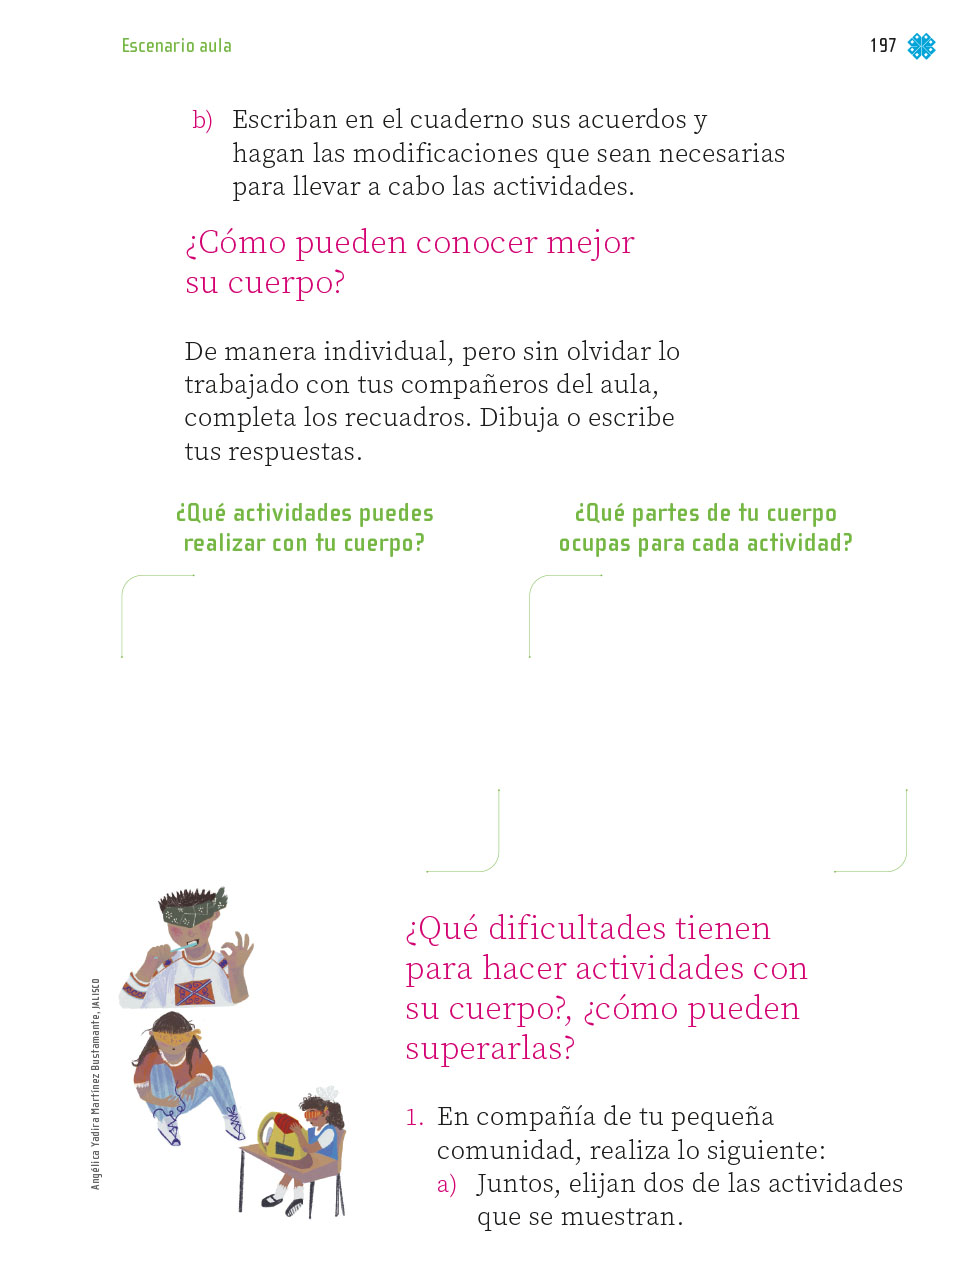 Escenario aula
197
b) Escriban en el cuaderno sus acuerdos y
hagan las modificaciones que sean necesarias
para llevar a cabo las actividades.
¿Cómo pueden conocer mejor
su cuerpo?
De manera individual, pero sin olvidar lo
trabajado con tus compañeros del aula,
completa los recuadros. Dibuja o escribe
tus respuestas.
¿Qué actividades puedes
realizar con tu cuerpo?
¿Qué partes de tu cuerpo
ocupas para cada actividad?
Angélica Yadira Martínez Bustamante, JALISCO
¿Qué dificultades tienen
para hacer actividades con
su cuerpo?, ¿cómo pueden
superarlas?
1. En compañía de tu pequeña
comunidad, realiza lo siguiente:
a) Juntos, elijan dos de las actividades
que se muestran.